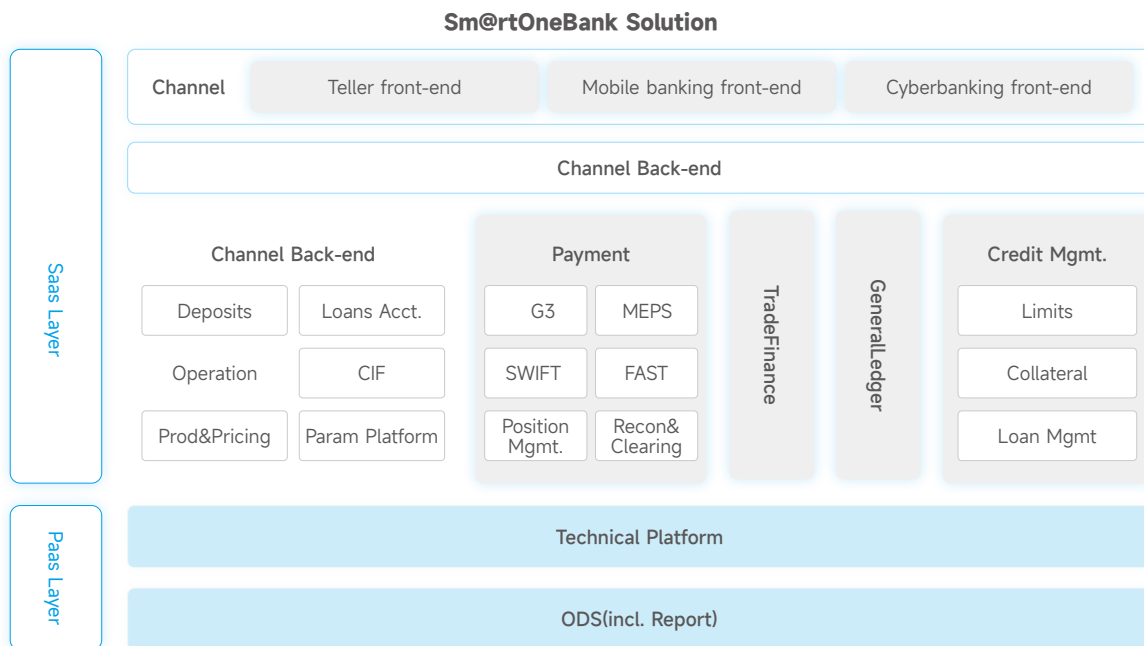 Sm@rtOneBank Solution
Saas Layer
Channel
Teller front-end
Mobile banking front-end
Cyberbanking front-end
Channel Back-end
Channel Back-end
Deposits
Loans Acct.
Operation
CIF
Prod&Pricing
Param Platform
Payment
G3
MEPS
SWIFT
FAST
Position
Mgmt.
Recon&
Clearing
TradeFinance
GeneralLedger
Credit Mgmt.
Limits
Collateral
Loan Mgmt
Paas Layer
Technical Platform
ODS(incl. Report)